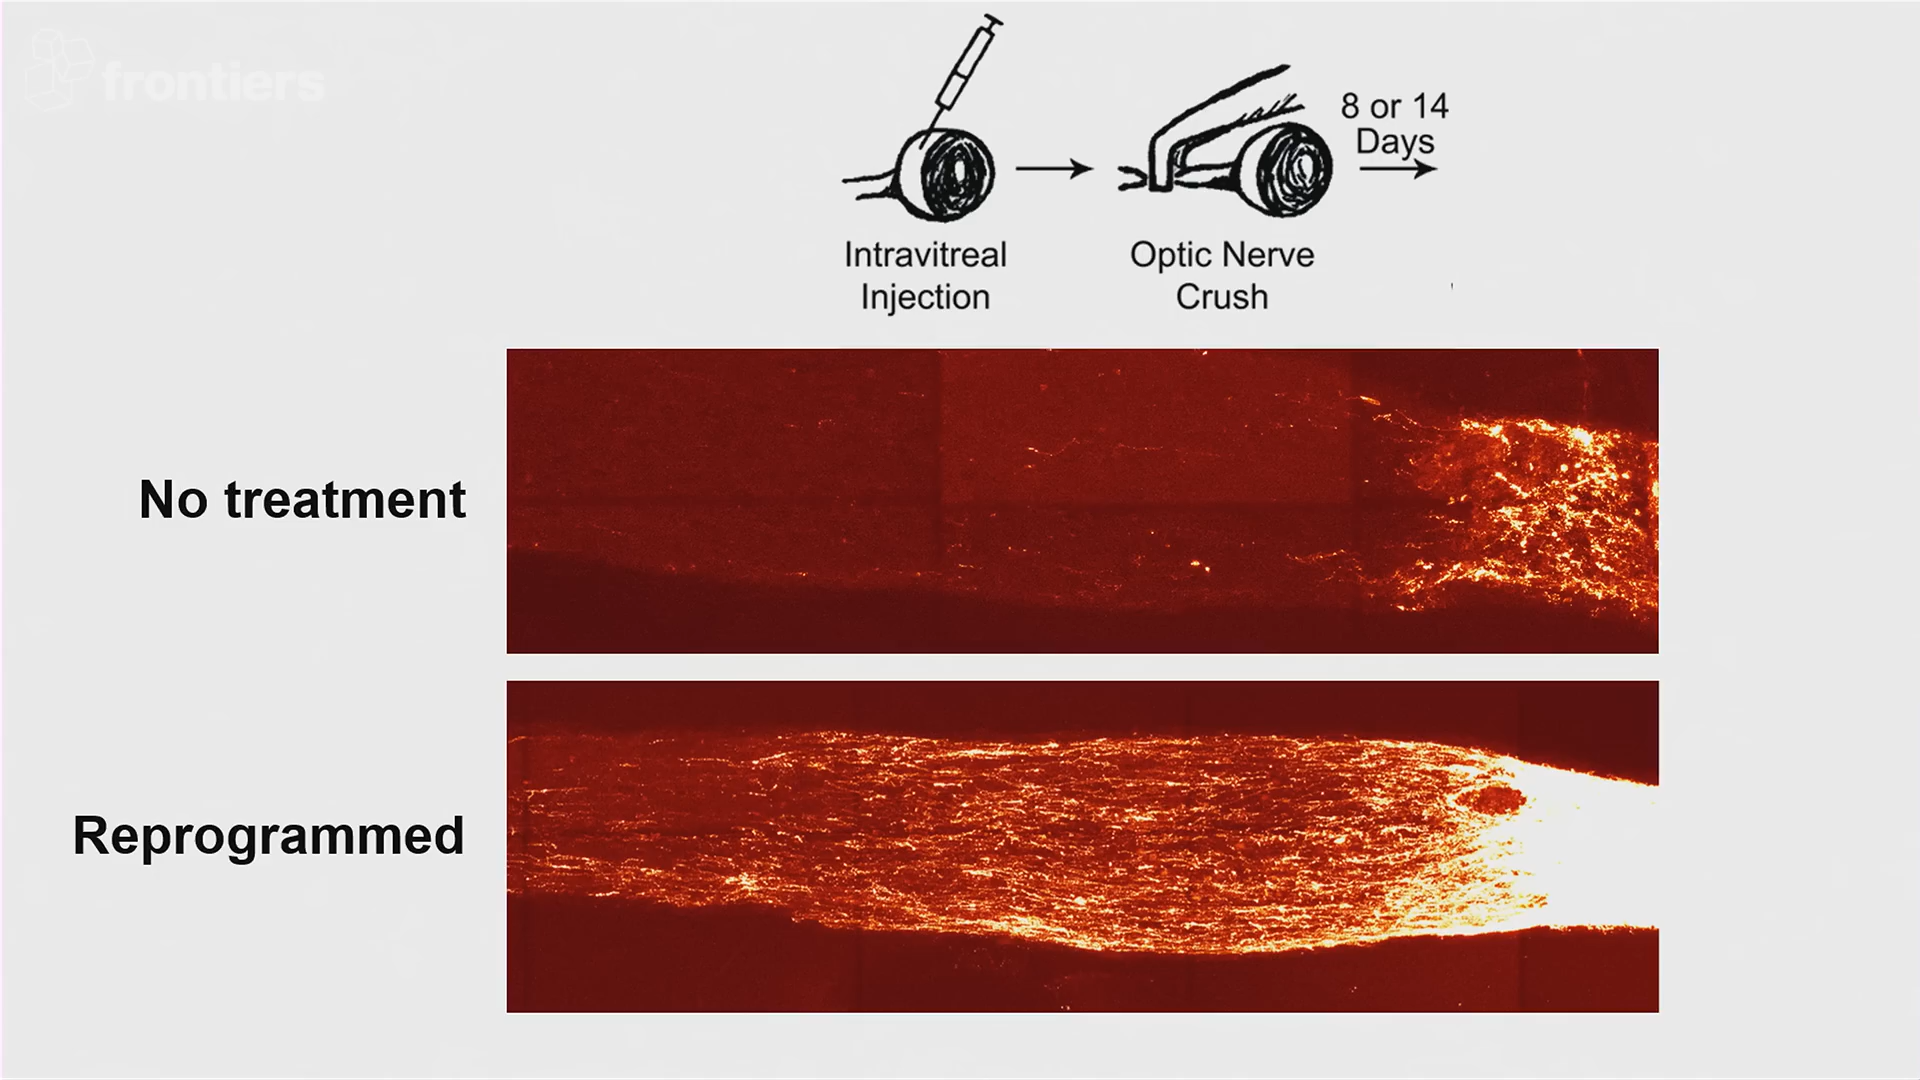 frontiers
8 or 14
Days
Intravitreal
Injection
Optic Nerve
Crush
No treatment
Reprogrammed